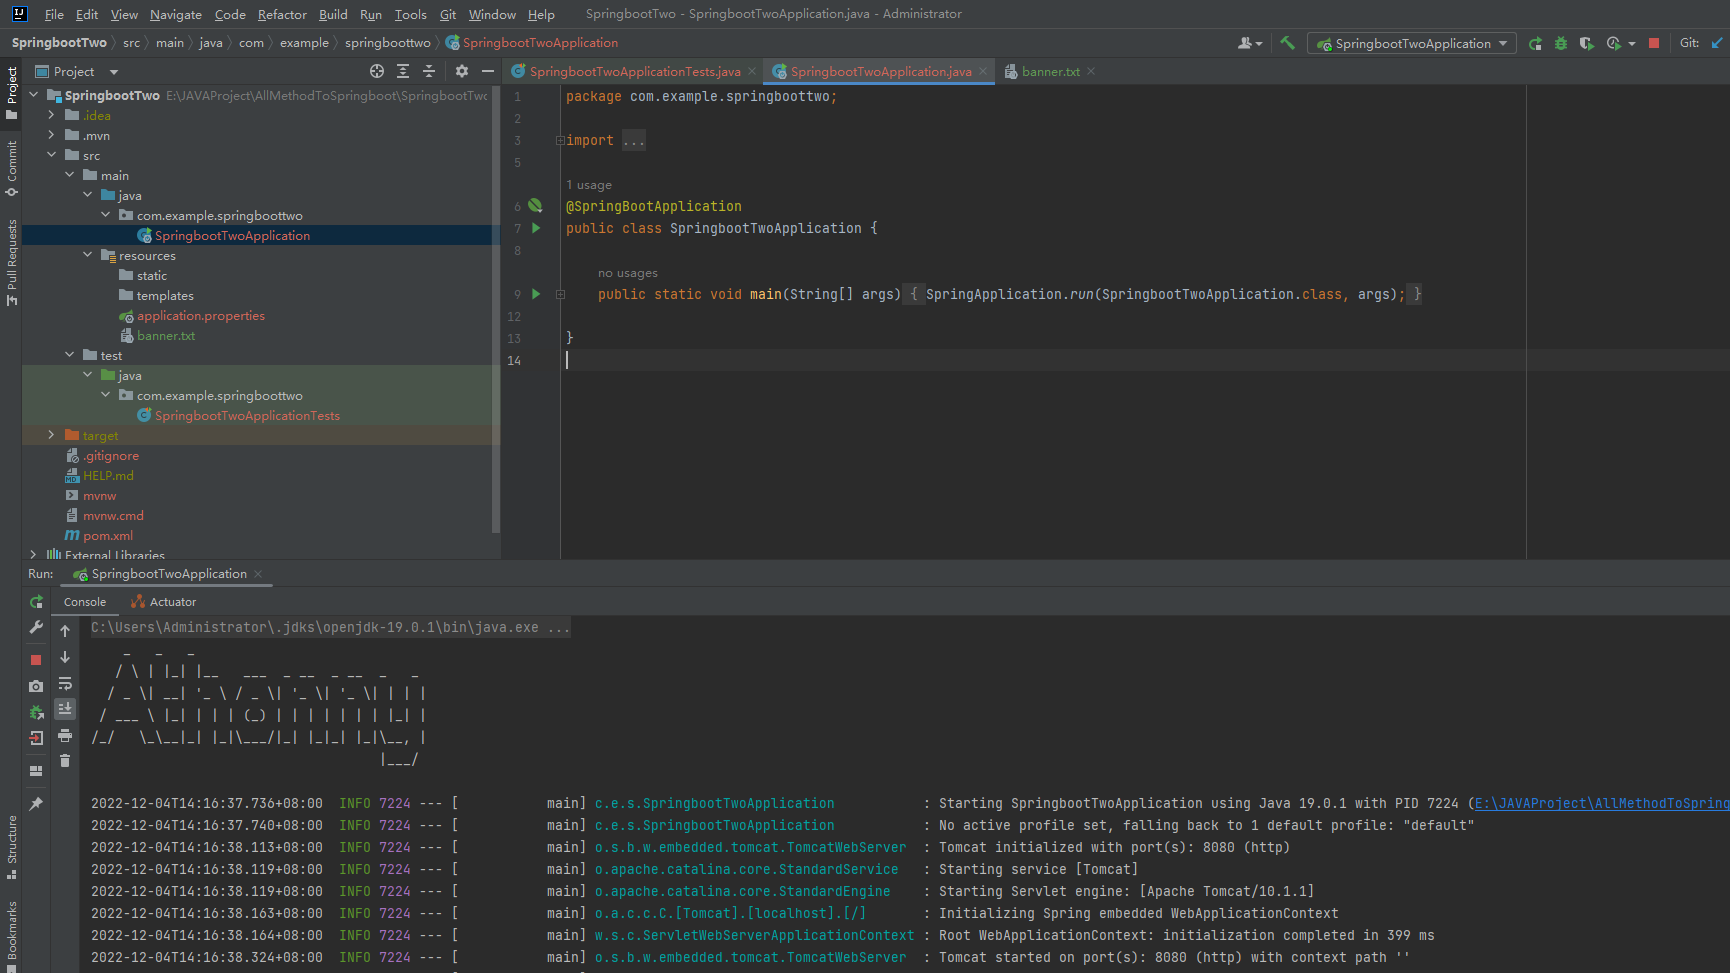 File Edit View Navigate Code Refactor Build Run Tools Git Window Help SpringbootTwo - SpringbootTwoApplication.java - Administrator
SpringbootTwo src main java com example springboottwo SpringbootTwoApplication SpringbootTwoApplication Git:
Project
SpringbootTwoApplicationTests.java SpringbootTwoApplication.java banner.txt
Project
Commit
Pull Requests
Structure
Bookmarks
SpringbootTwo E:\JAVAProject\AllMethodToSpringboot\SpringbootTwo
.idea
.mvn
src
main
java
com.example.springboottwo
SpringbootTwoApplication
resources
static
templates
application.properties
banner.txt
test
java
com.example.springboottwo
SpringbootTwoApplicationTests
target
.gitignore
HELP.md
mvnw
mvnw.cmd
pom.xml
External Libraries
1 package com.example.springboottwo;
2
3 import ...
5
1 usage
6 @SpringBootApplication
7 public class SpringbootTwoApplication {
8
no usages
9 public static void main(String[] args) { SpringApplication.run(SpringbootTwoApplication.class, args); }
12
13 }
14
Run: SpringbootTwoApplication
Console Actuator
C:\Users\Administrator\.jdks\openjdk-19.0.1\bin\java.exe ...
    _   _   _
   / \ | |_| |__   ___  _ __  _ __  _   _
  / _ \| __| '_ \ / _ \| '_ \| '_ \| | | |
 / ___ \ |_| | | | (_) | | | | | | | |_| |
/_/   \_\__|_| |_|\___/|_| |_|_| |_|\__, |
                                    |___/
2022-12-04T14:16:37.736+08:00  INFO 7224 --- [           main] c.e.s.SpringbootTwoApplication           : Starting SpringbootTwoApplication using Java 19.0.1 with PID 7224 (E:\JAVAProject\AllMethodToSpring
2022-12-04T14:16:37.740+08:00  INFO 7224 --- [           main] c.e.s.SpringbootTwoApplication           : No active profile set, falling back to 1 default profile: "default"
2022-12-04T14:16:38.113+08:00  INFO 7224 --- [           main] o.s.b.w.embedded.tomcat.TomcatWebServer  : Tomcat initialized with port(s): 8080 (http)
2022-12-04T14:16:38.119+08:00  INFO 7224 --- [           main] o.apache.catalina.core.StandardService   : Starting service [Tomcat]
2022-12-04T14:16:38.119+08:00  INFO 7224 --- [           main] o.apache.catalina.core.StandardEngine    : Starting Servlet engine: [Apache Tomcat/10.1.1]
2022-12-04T14:16:38.163+08:00  INFO 7224 --- [           main] o.a.c.c.C.[Tomcat].[localhost].[/]       : Initializing Spring embedded WebApplicationContext
2022-12-04T14:16:38.164+08:00  INFO 7224 --- [           main] w.s.c.ServletWebServerApplicationContext : Root WebApplicationContext: initialization completed in 399 ms
2022-12-04T14:16:38.324+08:00  INFO 7224 --- [           main] o.s.b.w.embedded.tomcat.TomcatWebServer  : Tomcat started on port(s): 8080 (http) with context path ''